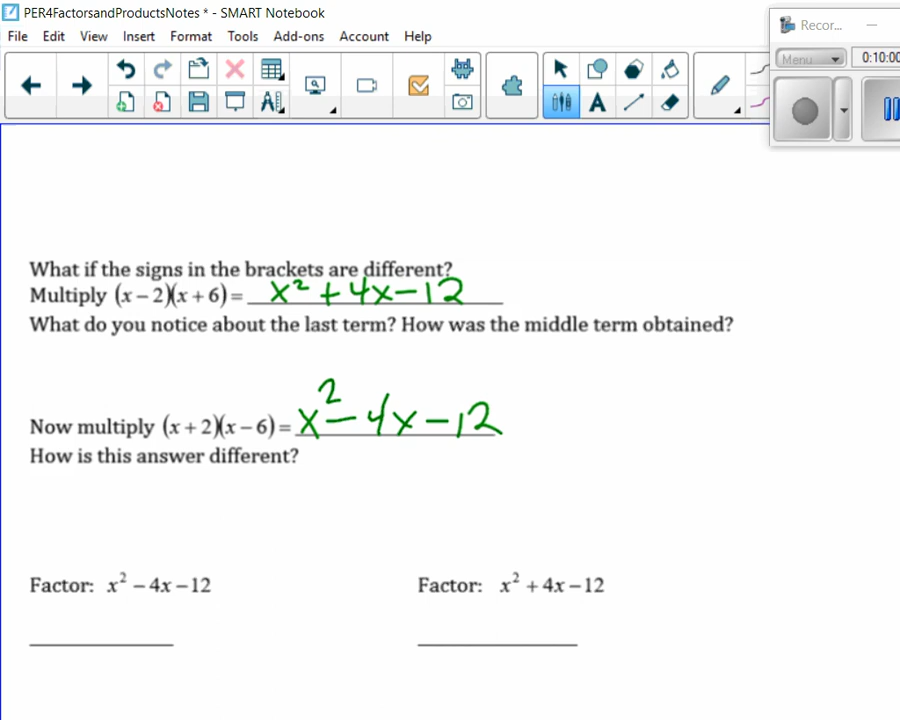 PER4FactorsandProductsNotes * - SMART Notebook
File Edit View Insert Format Tools Add-ons Account Help
Recor...
Menu 0:10:00
What if the signs in the brackets are different?
Multiply (x − 2)(x + 6) = x² + 4x − 12
What do you notice about the last term? How was the middle term obtained?
Now multiply (x + 2)(x − 6) = x² − 4x − 12
How is this answer different?
Factor: x² − 4x − 12 Factor: x² + 4x − 12